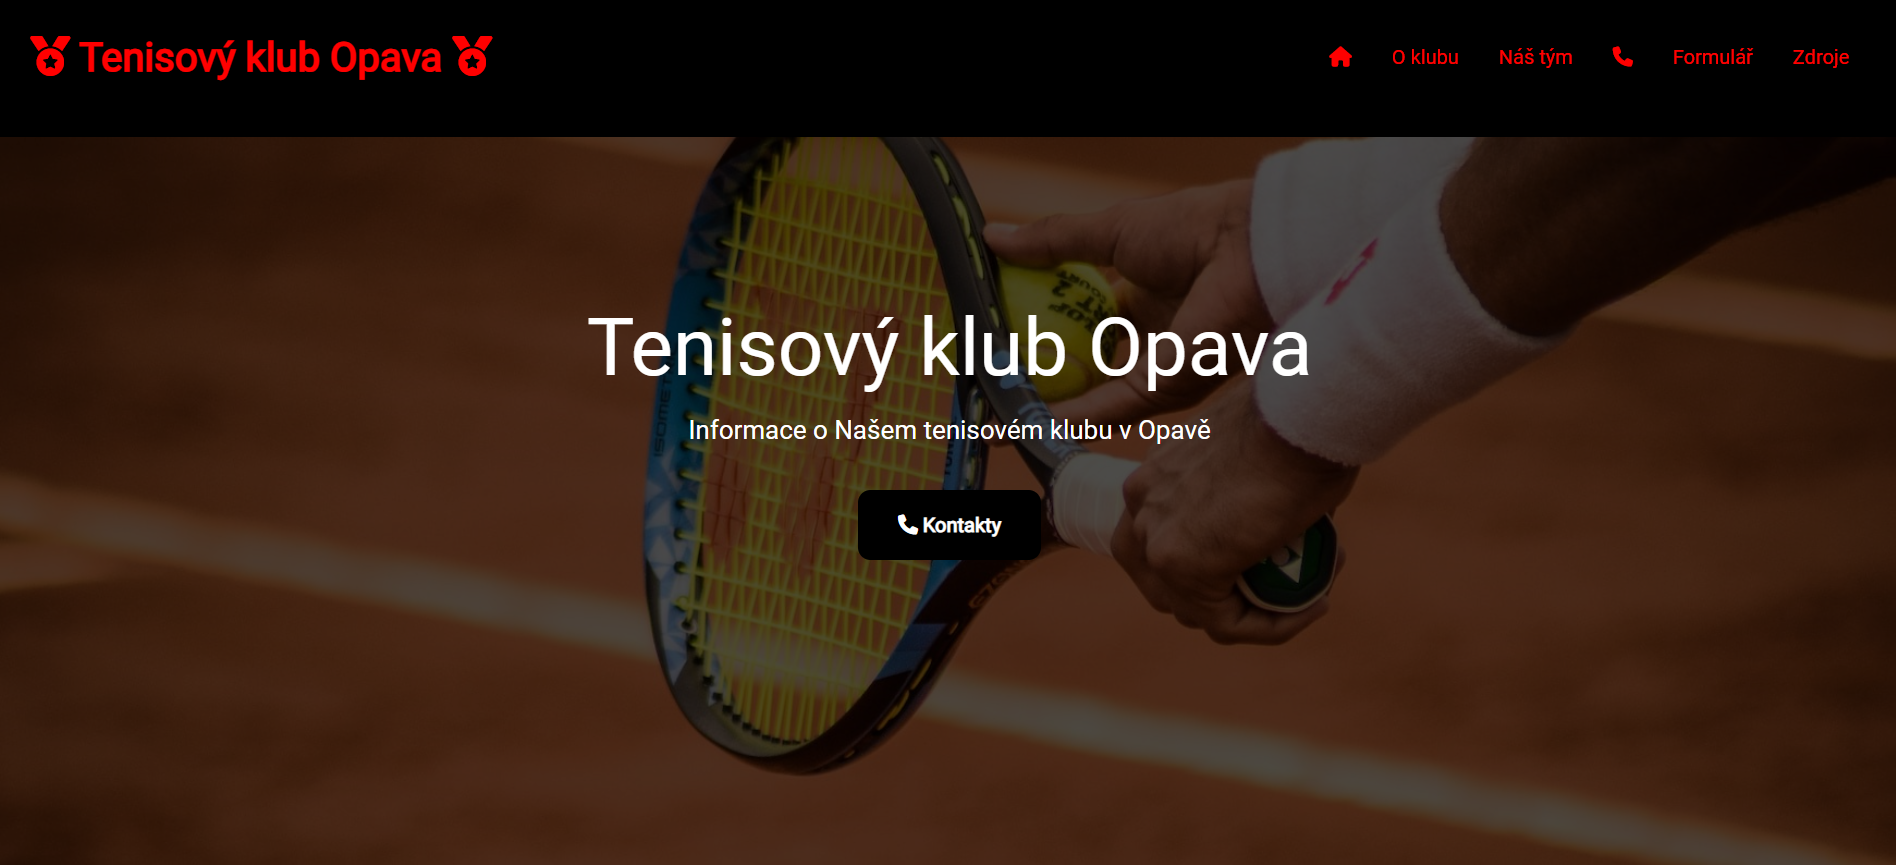 Tenisový klub Opava
O klubu Náš tým Formulář Zdroje
Tenisový klub Opava
Informace o Našem tenisovém klubu v Opavě
Kontakty